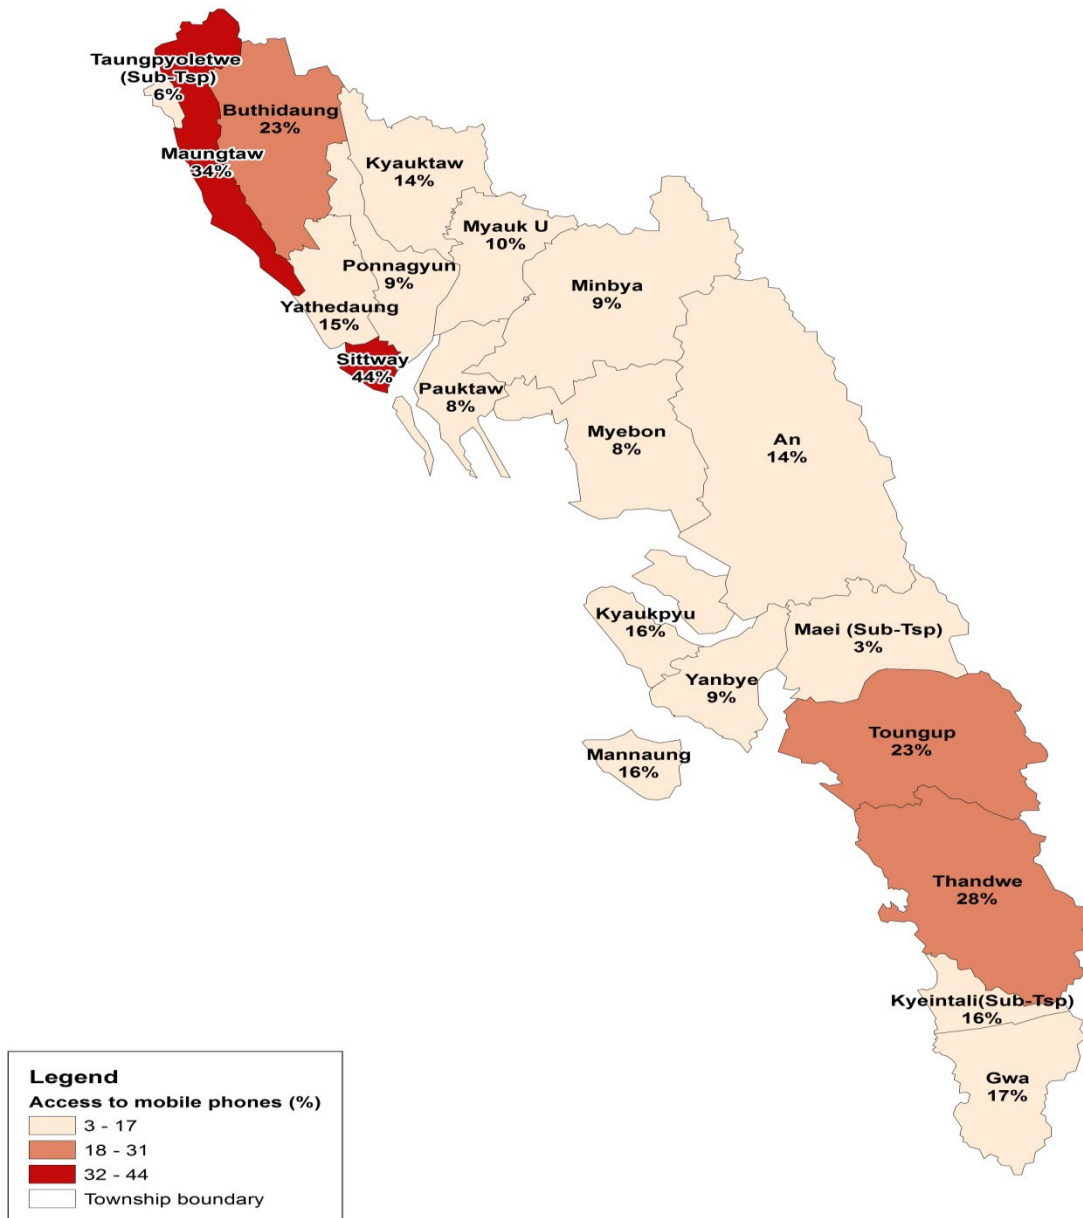 Taungpyoletwe
(Sub-Tsp)
6%
Buthidaung
23%
Maungtaw
34%
Kyauktaw
14%
Myauk U
10%
Ponnagyun
9%
Minbya
9%
Yathedaung
15%
Sittway
44%
Pauktaw
8%
Myebon
8%
An
14%
Kyaukpyu
16%
Maei (Sub-Tsp)
3%
Yanbye
9%
Toungup
23%
Mannaung
16%
Thandwe
28%
Kyeintali(Sub-Tsp)
16%
Gwa
17%
Legend
Access to mobile phones (%)
3 - 17
18 - 31
32 - 44
Township boundary